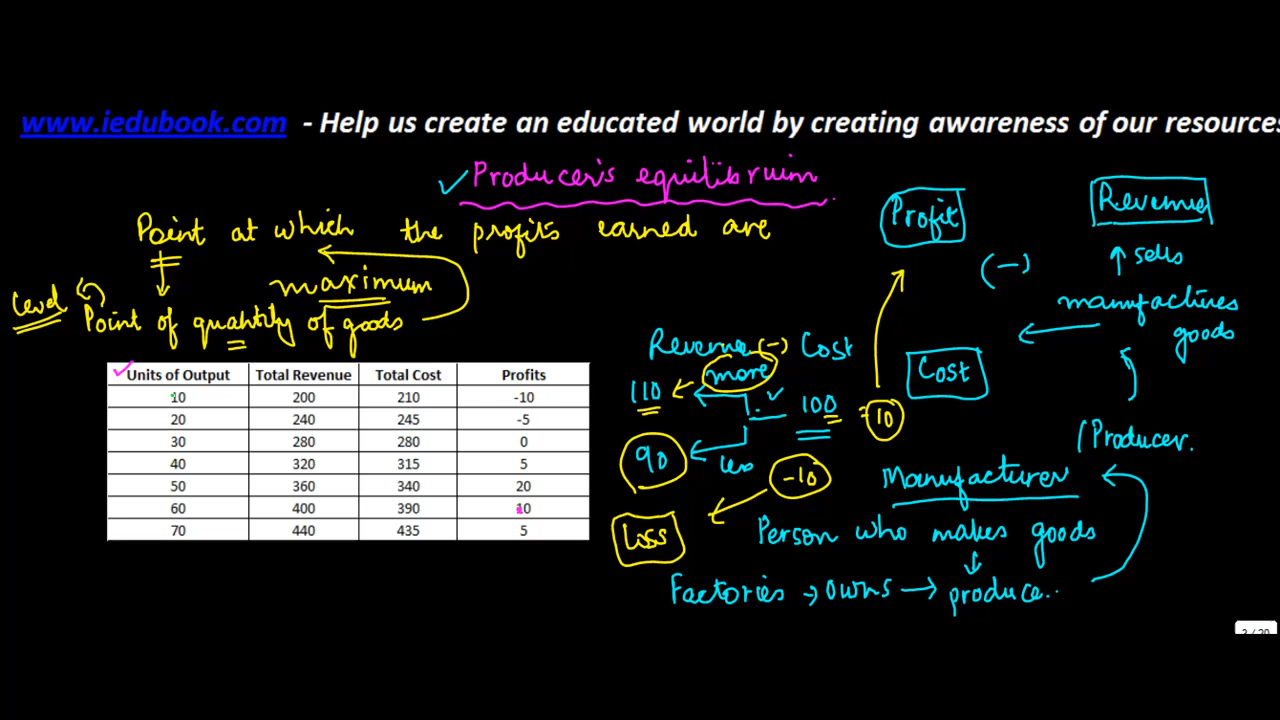 www.iedubook.com - Help us create an educated world by creating awareness of our resources
Producer's equilibruim
Point at which the profits earned are
maximum
Level
Point of quantity of goods
Units of Output Total Revenue Total Cost Profits
10 200 210 -10
20 240 245 -5
30 280 280 0
40 320 315 5
50 360 340 20
60 400 390 10
70 440 435 5
Revenue (-) Cost
more
110
100
10
90
less
-10
Loss
Profit
(-)
Revenue
sells
manufactures
goods
Cost
(Producer.
Manufacturer
Person who makes goods
Factories → owns → produce..
2 / 20